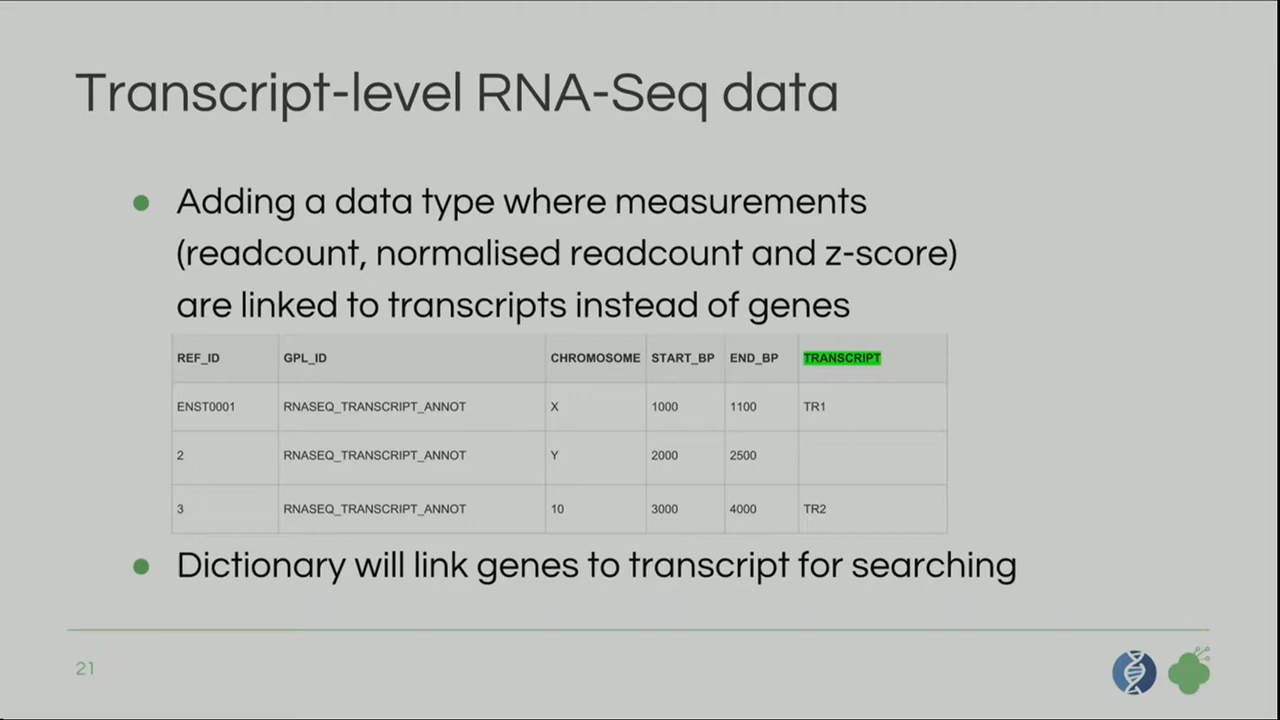 Transcript-level RNA-Seq data
Adding a data type where measurements
(readcount, normalised readcount and z-score)
are linked to transcripts instead of genes
REF_ID GPL_ID CHROMOSOME START_BP END_BP TRANSCRIPT
ENST0001 RNASEQ_TRANSCRIPT_ANNOT X 1000 1100 TR1
2 RNASEQ_TRANSCRIPT_ANNOT Y 2000 2500
3 RNASEQ_TRANSCRIPT_ANNOT 10 3000 4000 TR2
Dictionary will link genes to transcript for searching
21